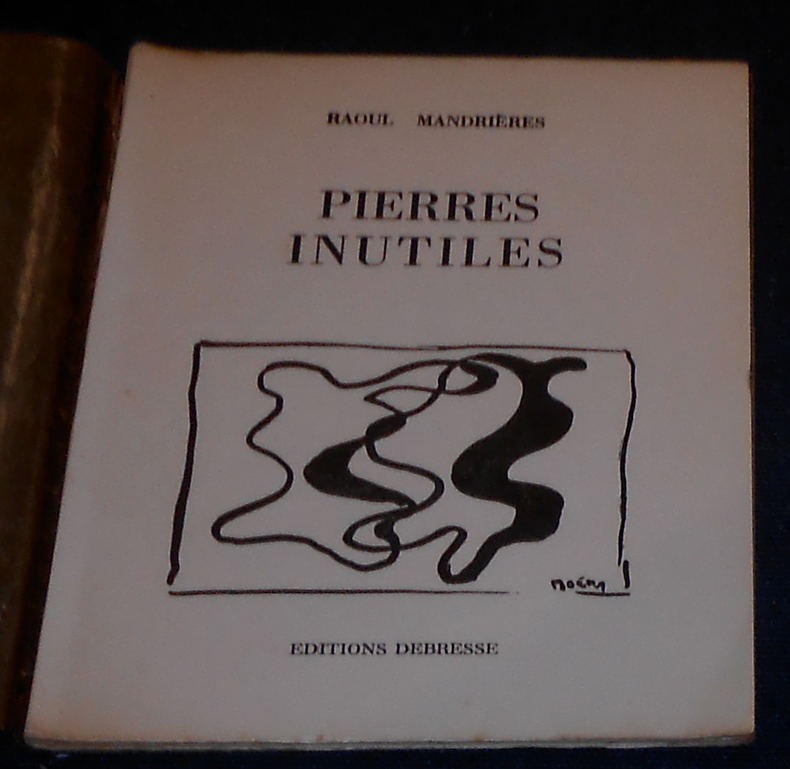 RAOUL MANDRIÈRES
PIERRES
INUTILES
EDITIONS DEBRESSE